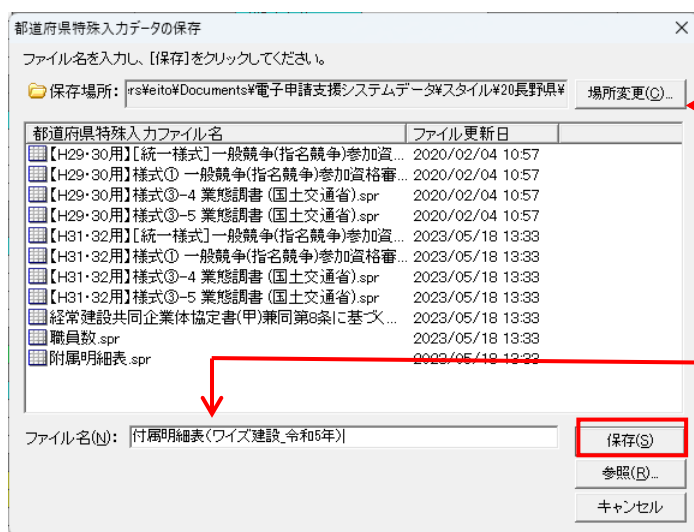 都道府県特殊入力データの保存
ファイル名を入力し、[保存]をクリックしてください。
保存場所: rs¥eito¥Documents¥電子申請支援システムデータ¥スタイル¥20長野県¥ 場所変更(C)...
都道府県特殊入力ファイル名 ファイル更新日
【H29・30用】[統一様式]一般競争(指名競争)参加資... 2020/02/04 10:57
【H29・30用】様式① 一般競争(指名競争)参加資格審... 2020/02/04 10:57
【H29・30用】様式③-4 業態調書 (国土交通省).spr 2020/02/04 10:57
【H29・30用】様式③-5 業態調書 (国土交通省).spr 2020/02/04 10:57
【H31・32用】[統一様式]一般競争(指名競争)参加資... 2023/05/18 13:33
【H31・32用】様式① 一般競争(指名競争)参加資格審... 2023/05/18 13:33
【H31・32用】様式③-4 業態調書 (国土交通省).spr 2023/05/18 13:33
【H31・32用】様式③-5 業態調書 (国土交通省).spr 2023/05/18 13:33
経常建設共同企業体協定書(甲)兼同第8条に基づく... 2023/05/18 13:33
職員数.spr 2023/05/18 13:33
附属明細表.spr 2023/05/18 13:33
ファイル名(N): 付属明細表(ワイズ建設_令和5年) 保存(S)
参照(R)...
キャンセル